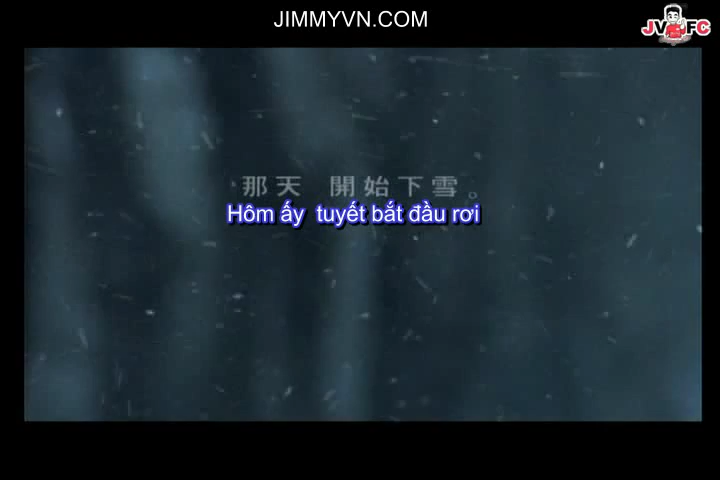 JIMMYVN.COM
JV FC
那天 開始下雪。
Hôm ấy tuyết bắt đầu rơi